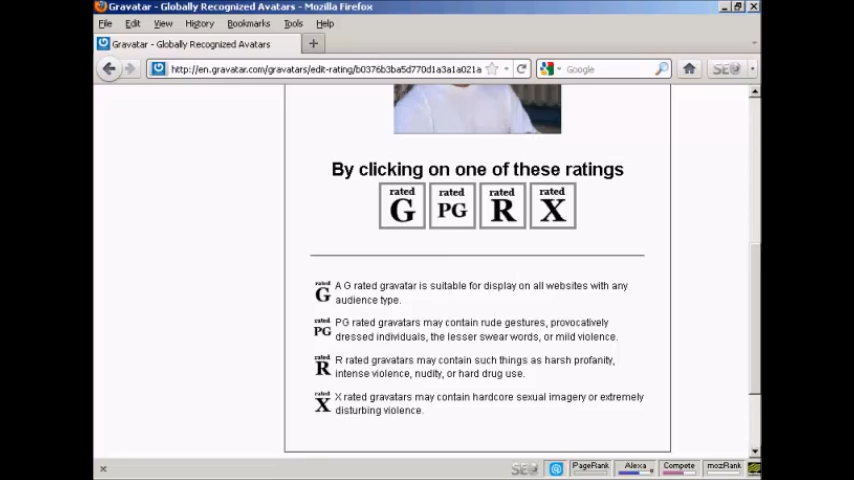 Gravatar - Globally Recognized Avatars - Mozilla Firefox
File Edit View History Bookmarks Tools Help
Gravatar - Globally Recognized Avatars
http://en.gravatar.com/gravatars/edit-rating/b0376b3ba5d770d1a3a1a021a
Google
SEO
By clicking on one of these ratings
rated rated rated rated
G PG R X
rated
G
A G rated gravatar is suitable for display on all websites with any
audience type.
rated
PG
PG rated gravatars may contain rude gestures, provocatively
dressed individuals, the lesser swear words, or mild violence.
rated
R
R rated gravatars may contain such things as harsh profanity,
intense violence, nudity, or hard drug use.
rated
X
X rated gravatars may contain hardcore sexual imagery or extremely
disturbing violence.
SEO @ PageRank Alexa Compete mozRank